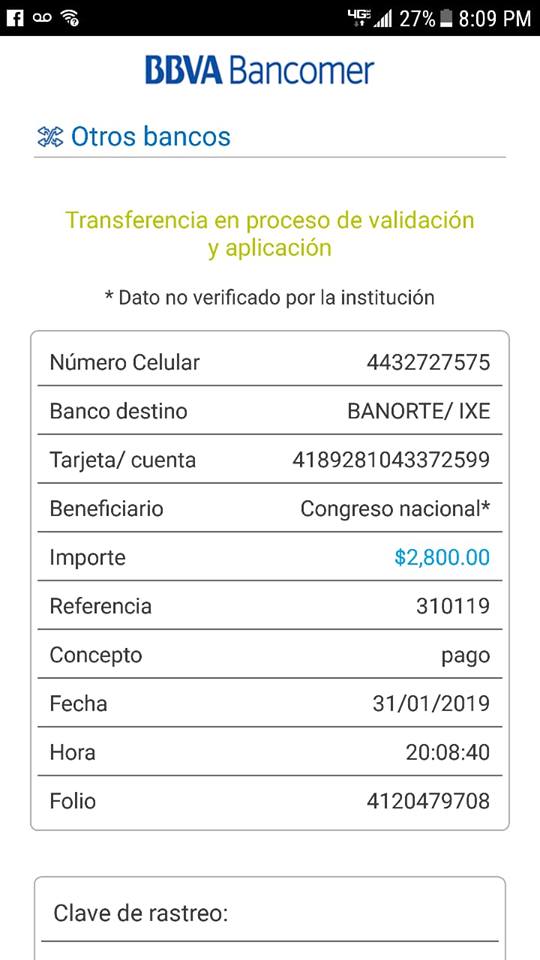 4G LTE 27% 8:09 PM
BBVA Bancomer
Otros bancos
Transferencia en proceso de validación
y aplicación
* Dato no verificado por la institución
Número Celular 4432727575
Banco destino BANORTE/ IXE
Tarjeta/ cuenta 4189281043372599
Beneficiario Congreso nacional*
Importe $2,800.00
Referencia 310119
Concepto pago
Fecha 31/01/2019
Hora 20:08:40
Folio 4120479708
Clave de rastreo: